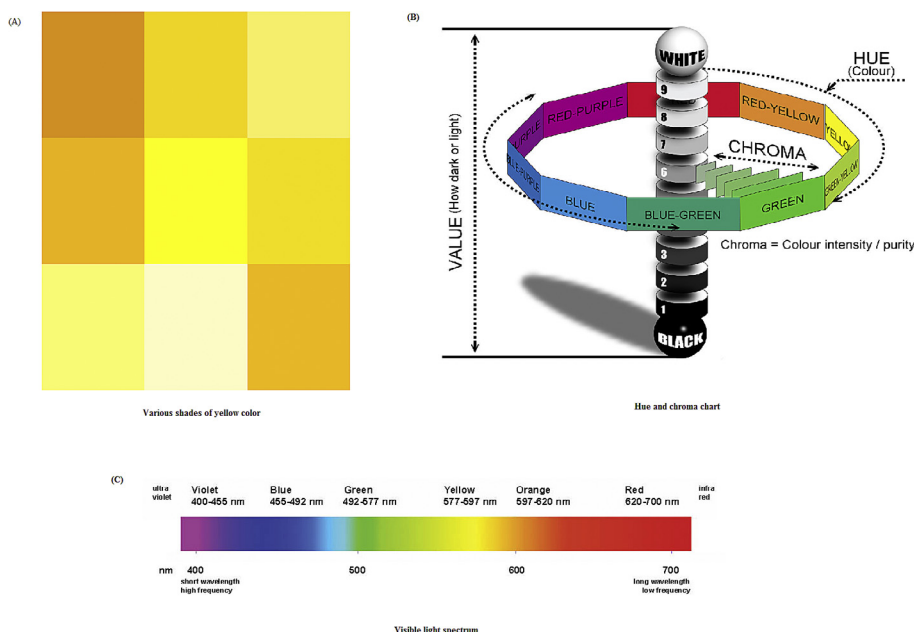 (A)
Various shades of yellow color
(B)
VALUE (How dark or light)
WHITE
9
8
7
6
3
2
1
BLACK
HUE
(Colour)
RED-PURPLE
RED-YELLOW
YELLOW
GREEN-YELLOW
GREEN
BLUE-GREEN
BLUE
BLUE-PURPLE
URPLE
CHROMA
Chroma = Colour intensity / purity
Hue and chroma chart
(C)
ultra violet
Violet 400-455 nm
Blue 455-492 nm
Green 492-577 nm
Yellow 577-597 nm
Orange 597-620 nm
Red 620-700 nm
infra red
nm 400 500 600 700
short wavelength
high frequency
long wavelength
low frequency
Visible light spectrum